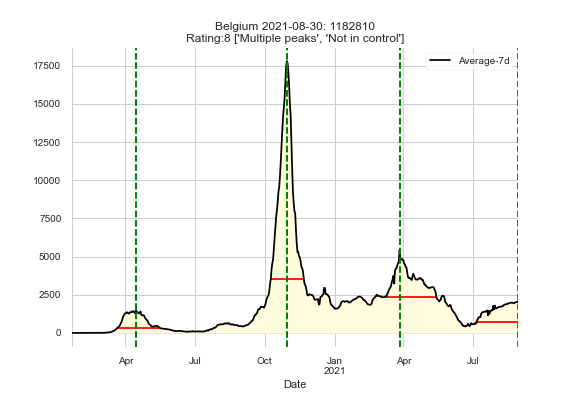 Belgium 2021-08-30: 1182810
Rating:8 ['Multiple peaks', 'Not in control']
Average-7d
17500
15000
12500
10000
7500
5000
2500
0
Apr Jul Oct Jan Apr Jul
2021
Date